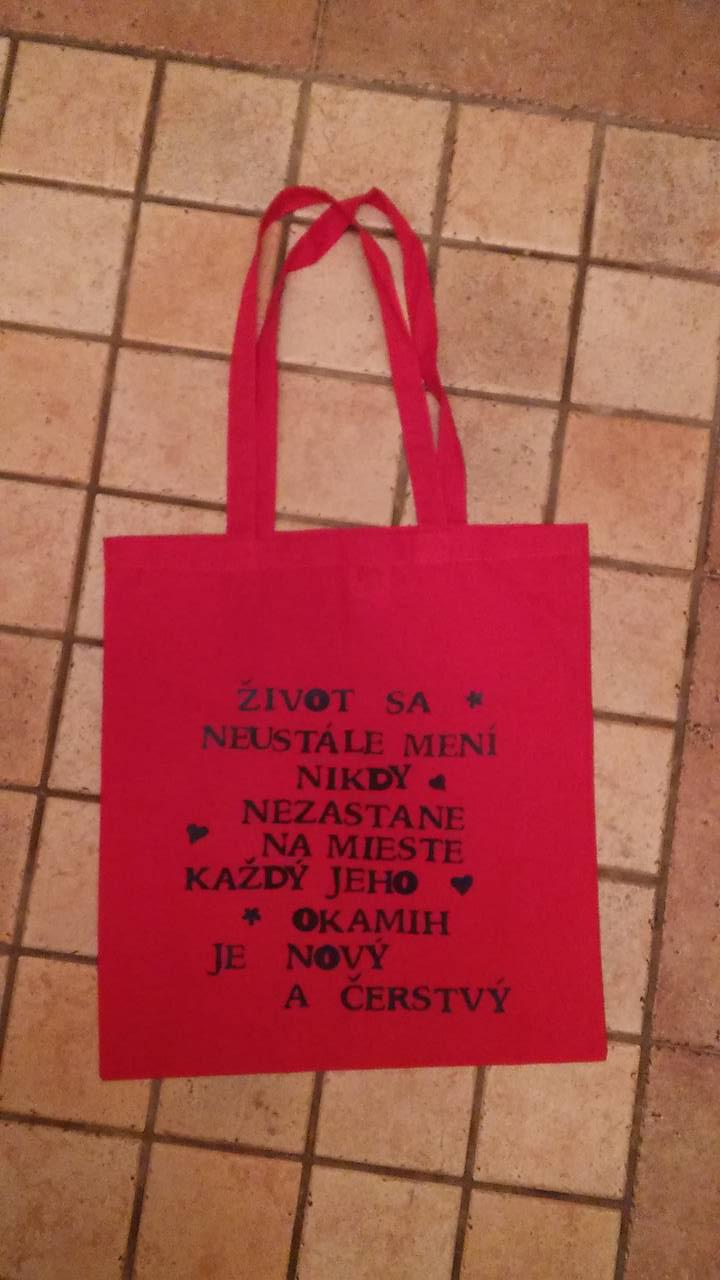 ŽIVOT SA
NEUSTÁLE MENÍ
NIKDY
NEZASTANE
NA MIESTE
KAŽDÝ JEHO
OKAMIH
JE NOVÝ
A ČERSTVÝ